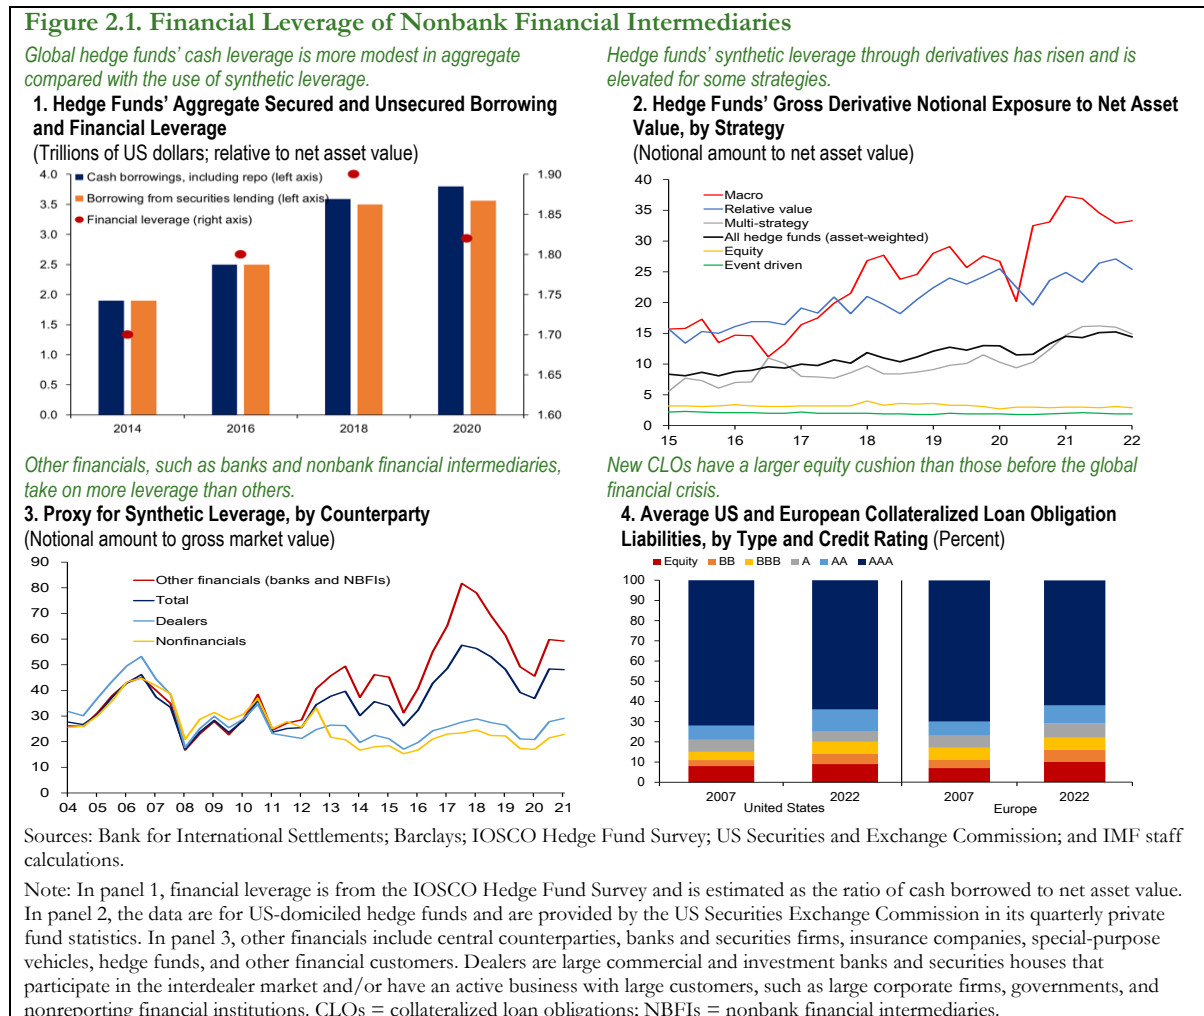 Figure 2.1. Financial Leverage of Nonbank Financial Intermediaries
Global hedge funds' cash leverage is more modest in aggregate
compared with the use of synthetic leverage.
1. Hedge Funds' Aggregate Secured and Unsecured Borrowing
and Financial Leverage
(Trillions of US dollars; relative to net asset value)
4.0
3.5
3.0
2.5
2.0
1.5
1.0
0.5
0.0
Cash borrowings, including repo (left axis)
Borrowing from securities lending (left axis)
Financial leverage (right axis)
1.90
1.85
1.80
1.75
1.70
1.65
1.60
2014 2016 2018 2020
Hedge funds' synthetic leverage through derivatives has risen and is
elevated for some strategies.
2. Hedge Funds' Gross Derivative Notional Exposure to Net Asset
Value, by Strategy
(Notional amount to net asset value)
40
35
30
25
20
15
10
5
0
Macro
Relative value
Multi-strategy
All hedge funds (asset-weighted)
Equity
Event driven
15 16 17 18 19 20 21 22
Other financials, such as banks and nonbank financial intermediaries,
take on more leverage than others.
3. Proxy for Synthetic Leverage, by Counterparty
(Notional amount to gross market value)
90
80
70
60
50
40
30
20
10
0
Other financials (banks and NBFIs)
Total
Dealers
Nonfinancials
04 05 06 07 08 09 10 11 12 13 14 15 16 17 18 19 20 21
New CLOs have a larger equity cushion than those before the global
financial crisis.
4. Average US and European Collateralized Loan Obligation
Liabilities, by Type and Credit Rating (Percent)
Equity BB BBB A AA AAA
100
90
80
70
60
50
40
30
20
10
0
2007 2022 2007 2022
United States Europe
Sources: Bank for International Settlements; Barclays; IOSCO Hedge Fund Survey; US Securities and Exchange Commission; and IMF staff
calculations.
Note: In panel 1, financial leverage is from the IOSCO Hedge Fund Survey and is estimated as the ratio of cash borrowed to net asset value.
In panel 2, the data are for US-domiciled hedge funds and are provided by the US Securities Exchange Commission in its quarterly private
fund statistics. In panel 3, other financials include central counterparties, banks and securities firms, insurance companies, special-purpose
vehicles, hedge funds, and other financial customers. Dealers are large commercial and investment banks and securities houses that
participate in the interdealer market and/or have an active business with large customers, such as large corporate firms, governments, and
nonreporting financial institutions. CLOs = collateralized loan obligations; NBFIs = nonbank financial intermediaries.